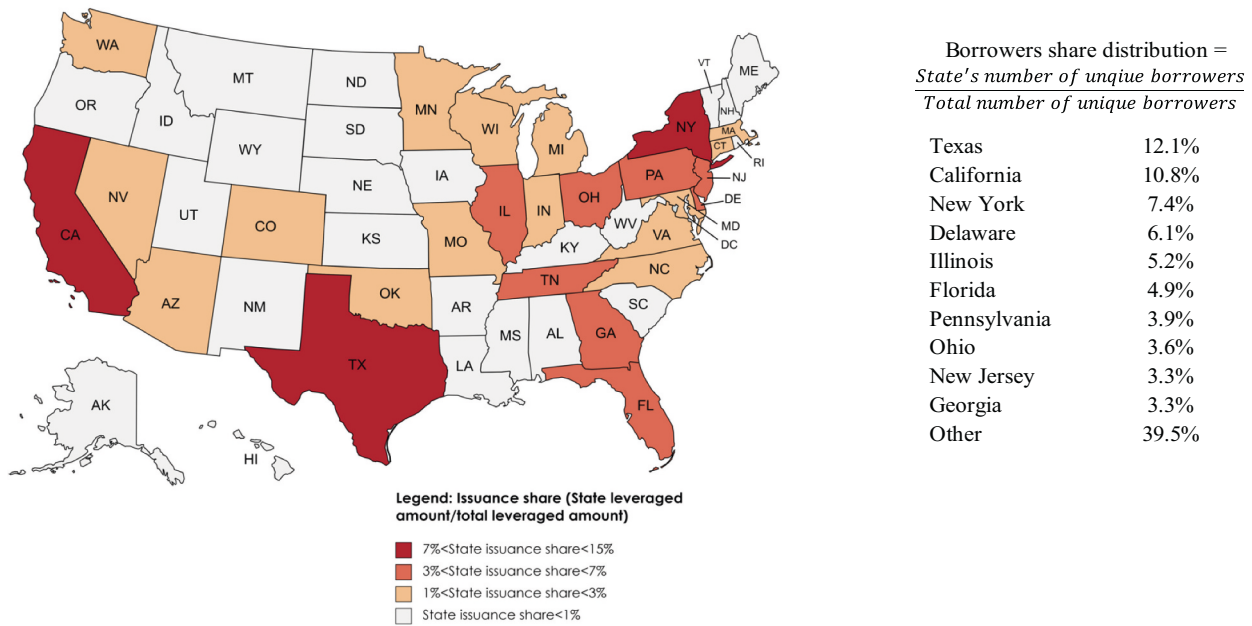 WA
MT
ND
MN
OR
ID
SD
WI
MI
WY
IA
NE
NV
UT
CO
KS
MO
IL
IN
OH
KY
WV
VA
PA
NY
VT
ME
NH
MA
CT
RI
NJ
DE
MD
DC
CA
AZ
NM
OK
AR
TN
NC
SC
MS
AL
GA
TX
LA
FL
AK
HI
Legend: Issuance share (State leveraged
amount/total leveraged amount)
7%<State issuance share<15%
3%<State issuance share<7%
1%<State issuance share<3%
State issuance share<1%
Borrowers share distribution =
State's number of unqiue borrowers
Total number of unique borrowers
Texas 12.1%
California 10.8%
New York 7.4%
Delaware 6.1%
Illinois 5.2%
Florida 4.9%
Pennsylvania 3.9%
Ohio 3.6%
New Jersey 3.3%
Georgia 3.3%
Other 39.5%